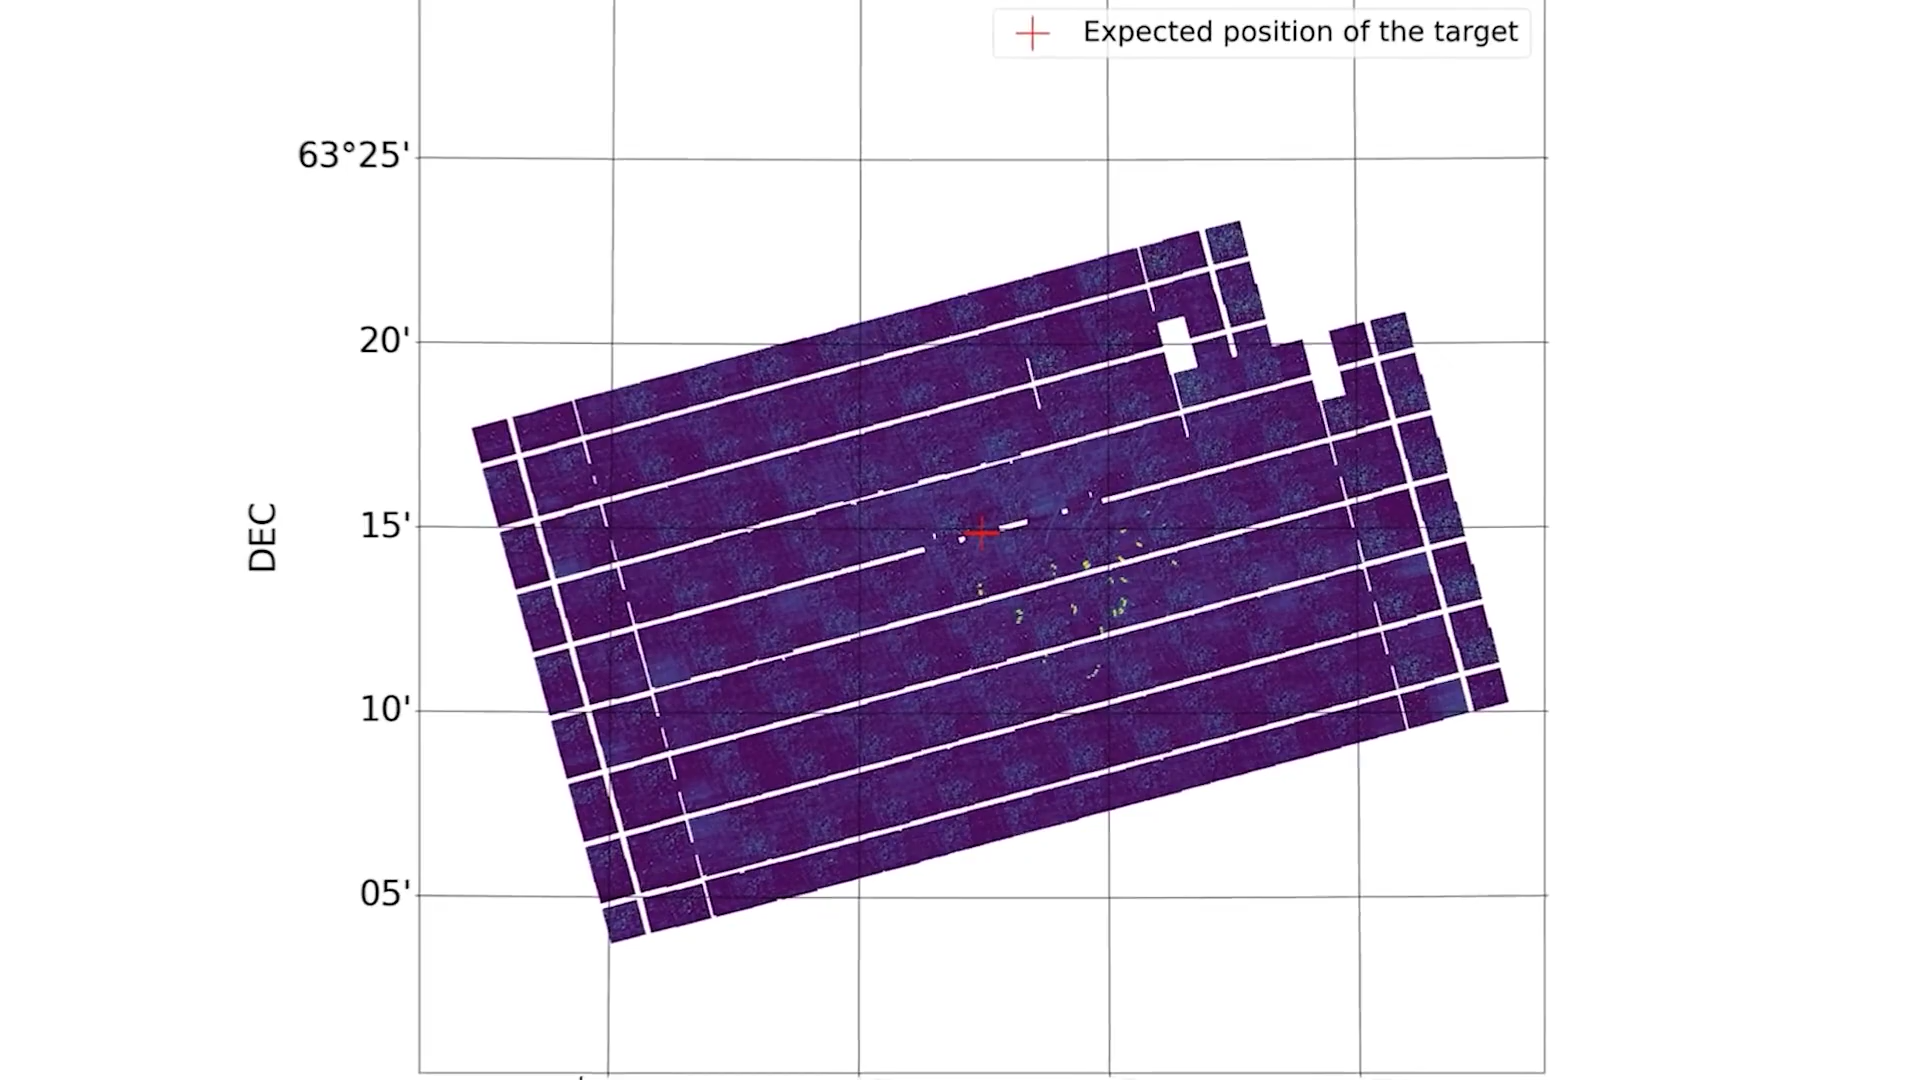 Expected position of the target
63°25'
20'
15'
DEC
10'
05'